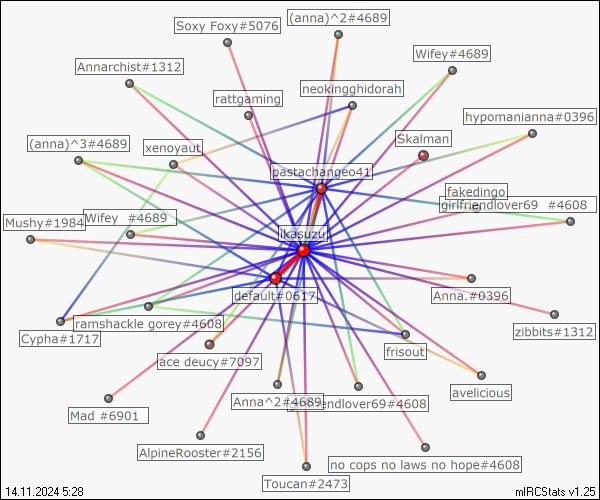 (anna)^2#4689
Soxy Foxy#5076
Wifey#4689
Annarchist#1312
neokingghidorah
rattgaming
hypomanianna#0396
Skalman
(anna)^3#4689
xenoyaut
pastachangeo41
fakedingo
girlfriendlover69 #4608
Mushy#1984
Wifey #4689
ikasuzu
default#0617
Anna.#0396
ramshackle gorey#4608
zibbits#1312
Cypha#1717
frisout
ace deucy#7097
avelicious
Anna^2#4689
endlover69#4608
Mad #6901
AlpineRooster#2156
no cops no laws no hope#4608
Toucan#2473
14.11.2024 5:28
mIRCStats v1.25